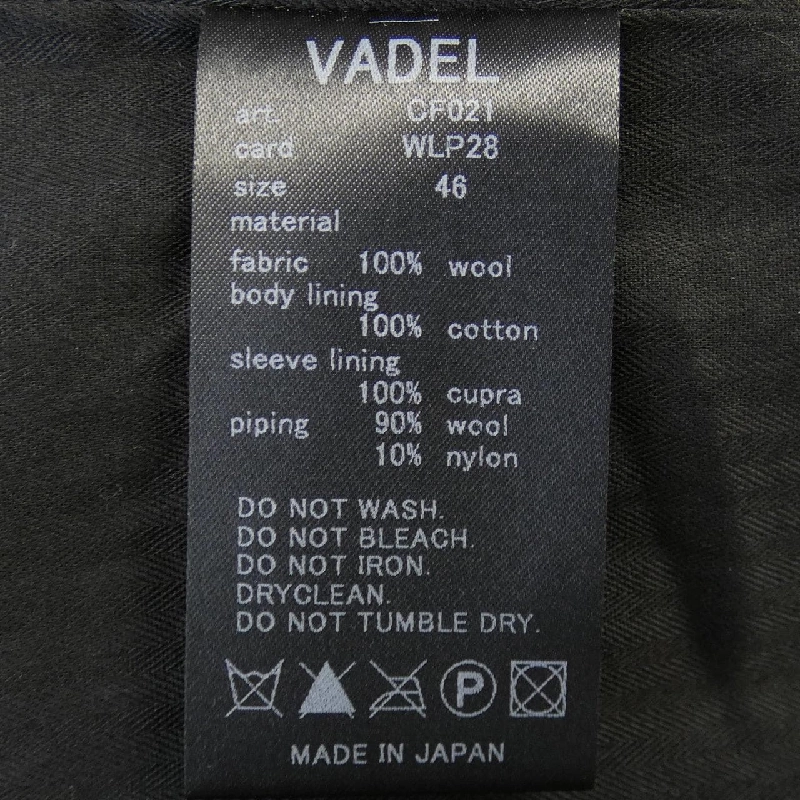 VADEL
art. CF021
card WLP28
size 46
material
fabric 100% wool
body lining
100% cotton
sleeve lining
100% cupra
piping 90% wool
10% nylon
DO NOT WASH.
DO NOT BLEACH.
DO NOT IRON.
DRYCLEAN.
DO NOT TUMBLE DRY.
P
MADE IN JAPAN